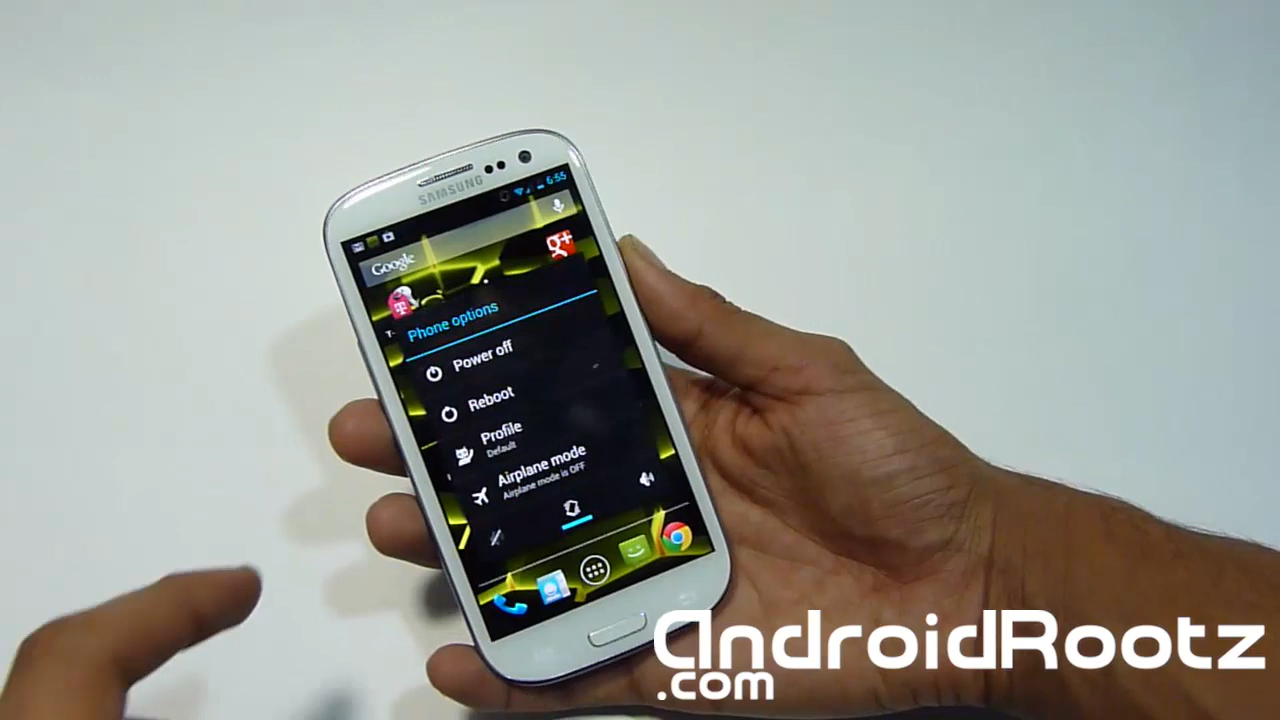 SAMSUNG
6:55
Google
g+
T
Phone options
Power off
Reboot
Profile
Default
Airplane mode
Airplane mode is OFF
AndroidRootz
.com